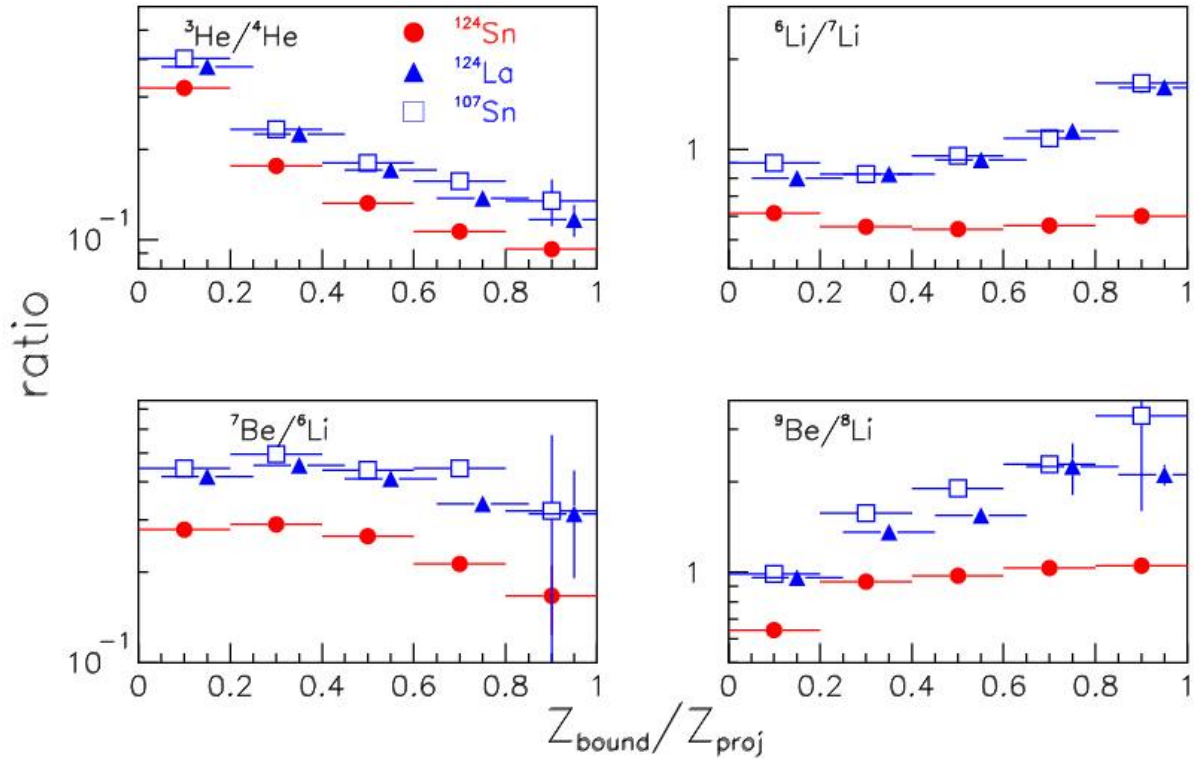 ³He/⁴He
¹²⁴Sn
¹²⁴La
¹⁰⁷Sn
10⁻¹
0 0.2 0.4 0.6 0.8 1
⁶Li/⁷Li
1
0 0.2 0.4 0.6 0.8 1
ratio
⁷Be/⁶Li
10⁻¹
0 0.2 0.4 0.6 0.8 1
⁹Be/⁸Li
1
0 0.2 0.4 0.6 0.8 1
Z_bound/Z_proj